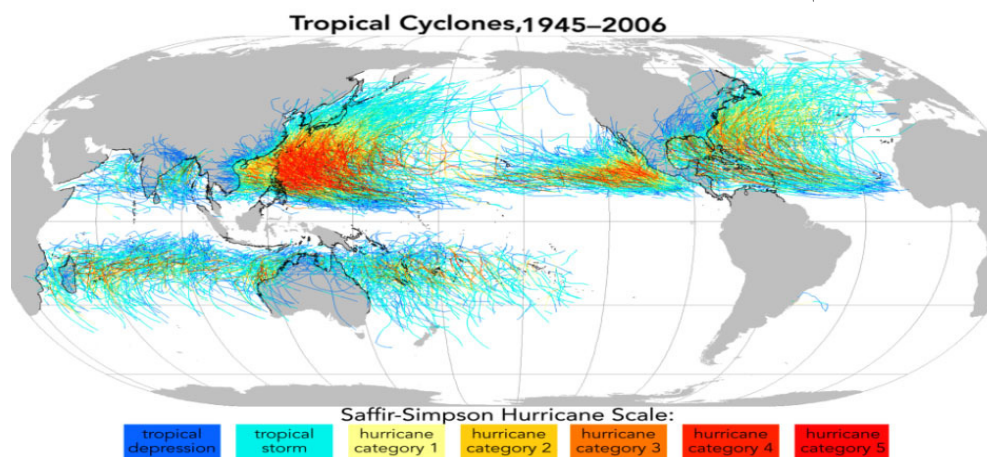 Tropical Cyclones,1945–2006
Saffir-Simpson Hurricane Scale:
tropical depression
tropical storm
hurricane category 1
hurricane category 2
hurricane category 3
hurricane category 4
hurricane category 5